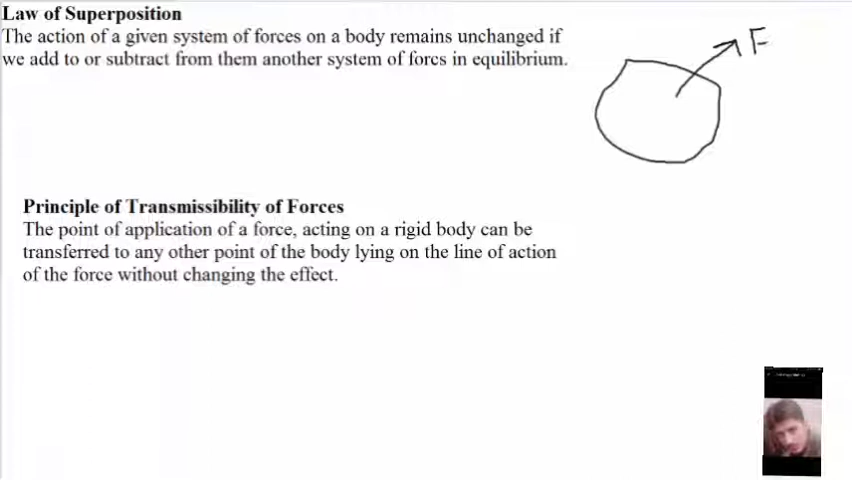 Law of Superposition
The action of a given system of forces on a body remains unchanged if
we add to or subtract from them another system of forcs in equilibrium.
F
Principle of Transmissibility of Forces
The point of application of a force, acting on a rigid body can be
transferred to any other point of the body lying on the line of action
of the force without changing the effect.